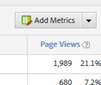 Add Metrics
Page Views
1,989 21.1%
680 7.2%